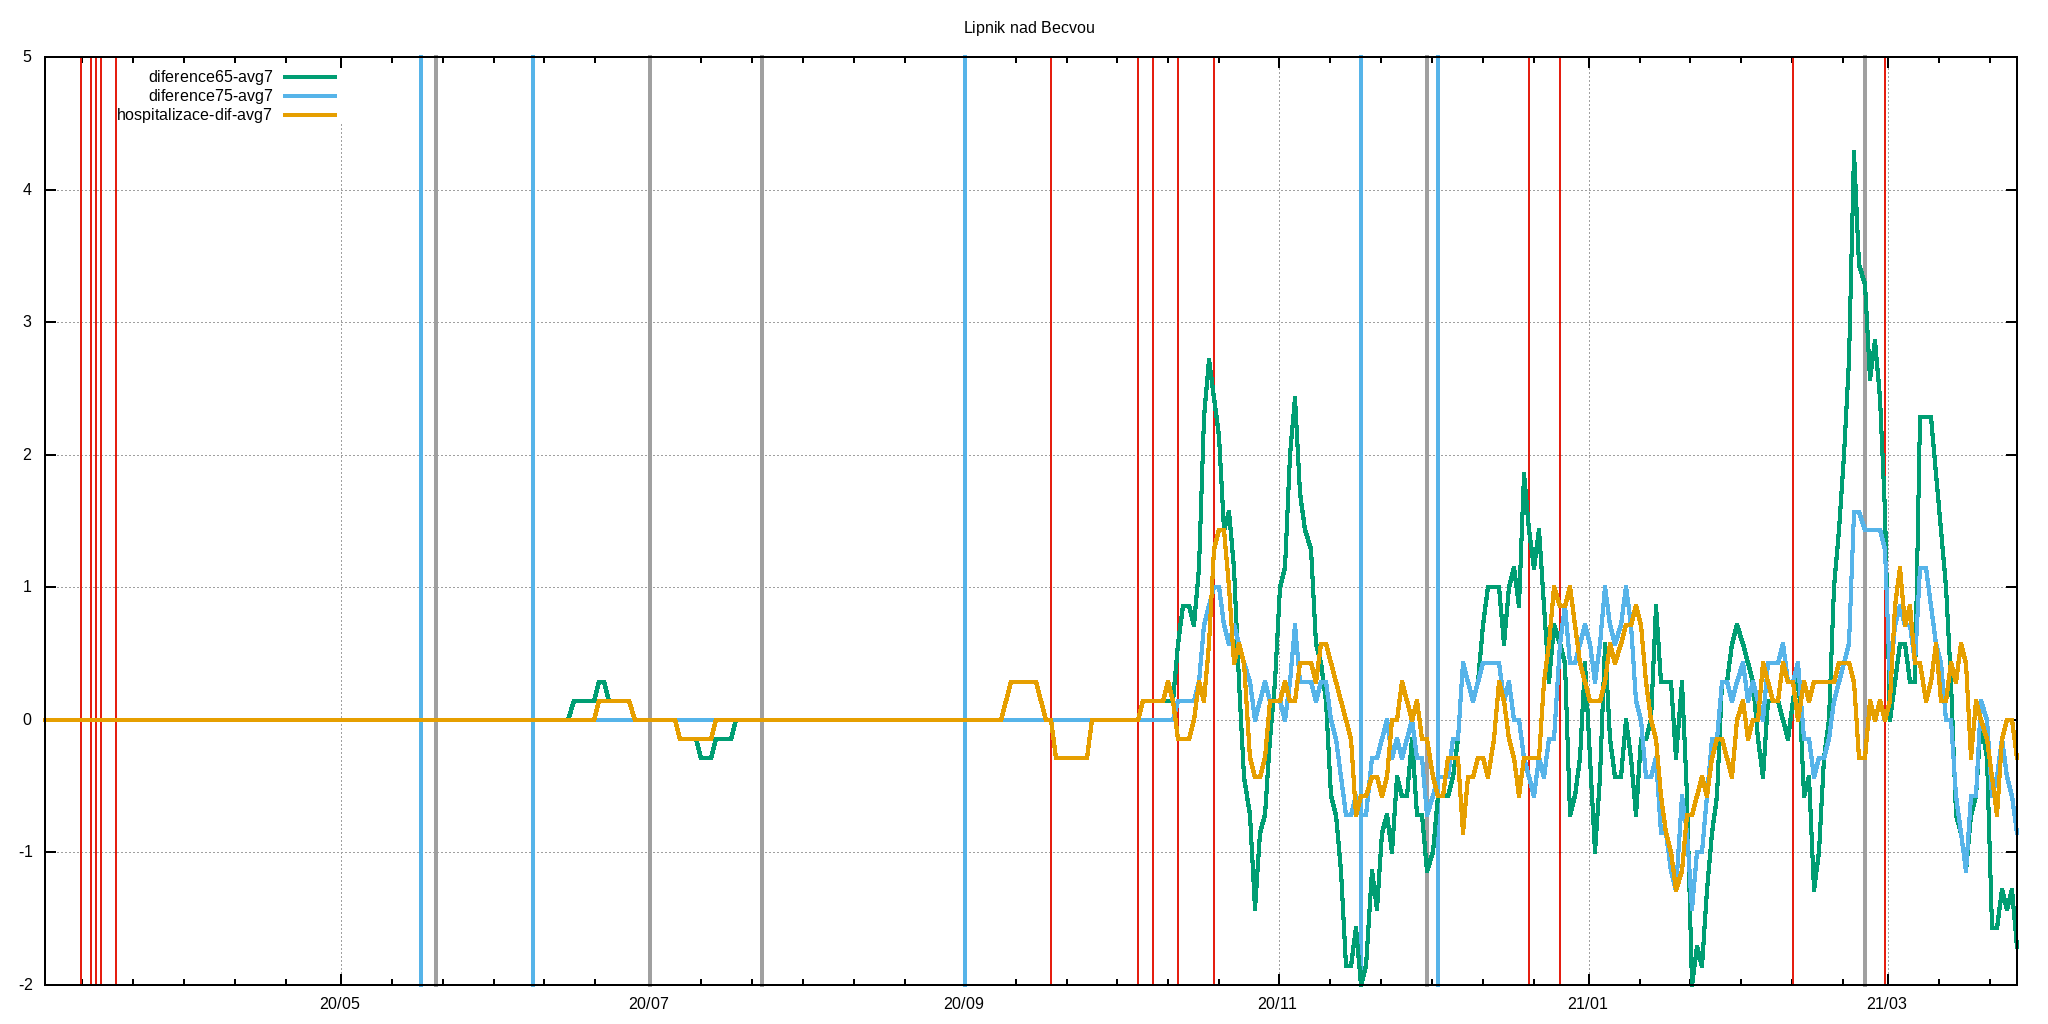 Lipnik nad Becvou
5
diference65-avg7
diference75-avg7
hospitalizace-dif-avg7
4
3
2
1
0
-1
-2
20/05 20/07 20/09 20/11 21/01 21/03